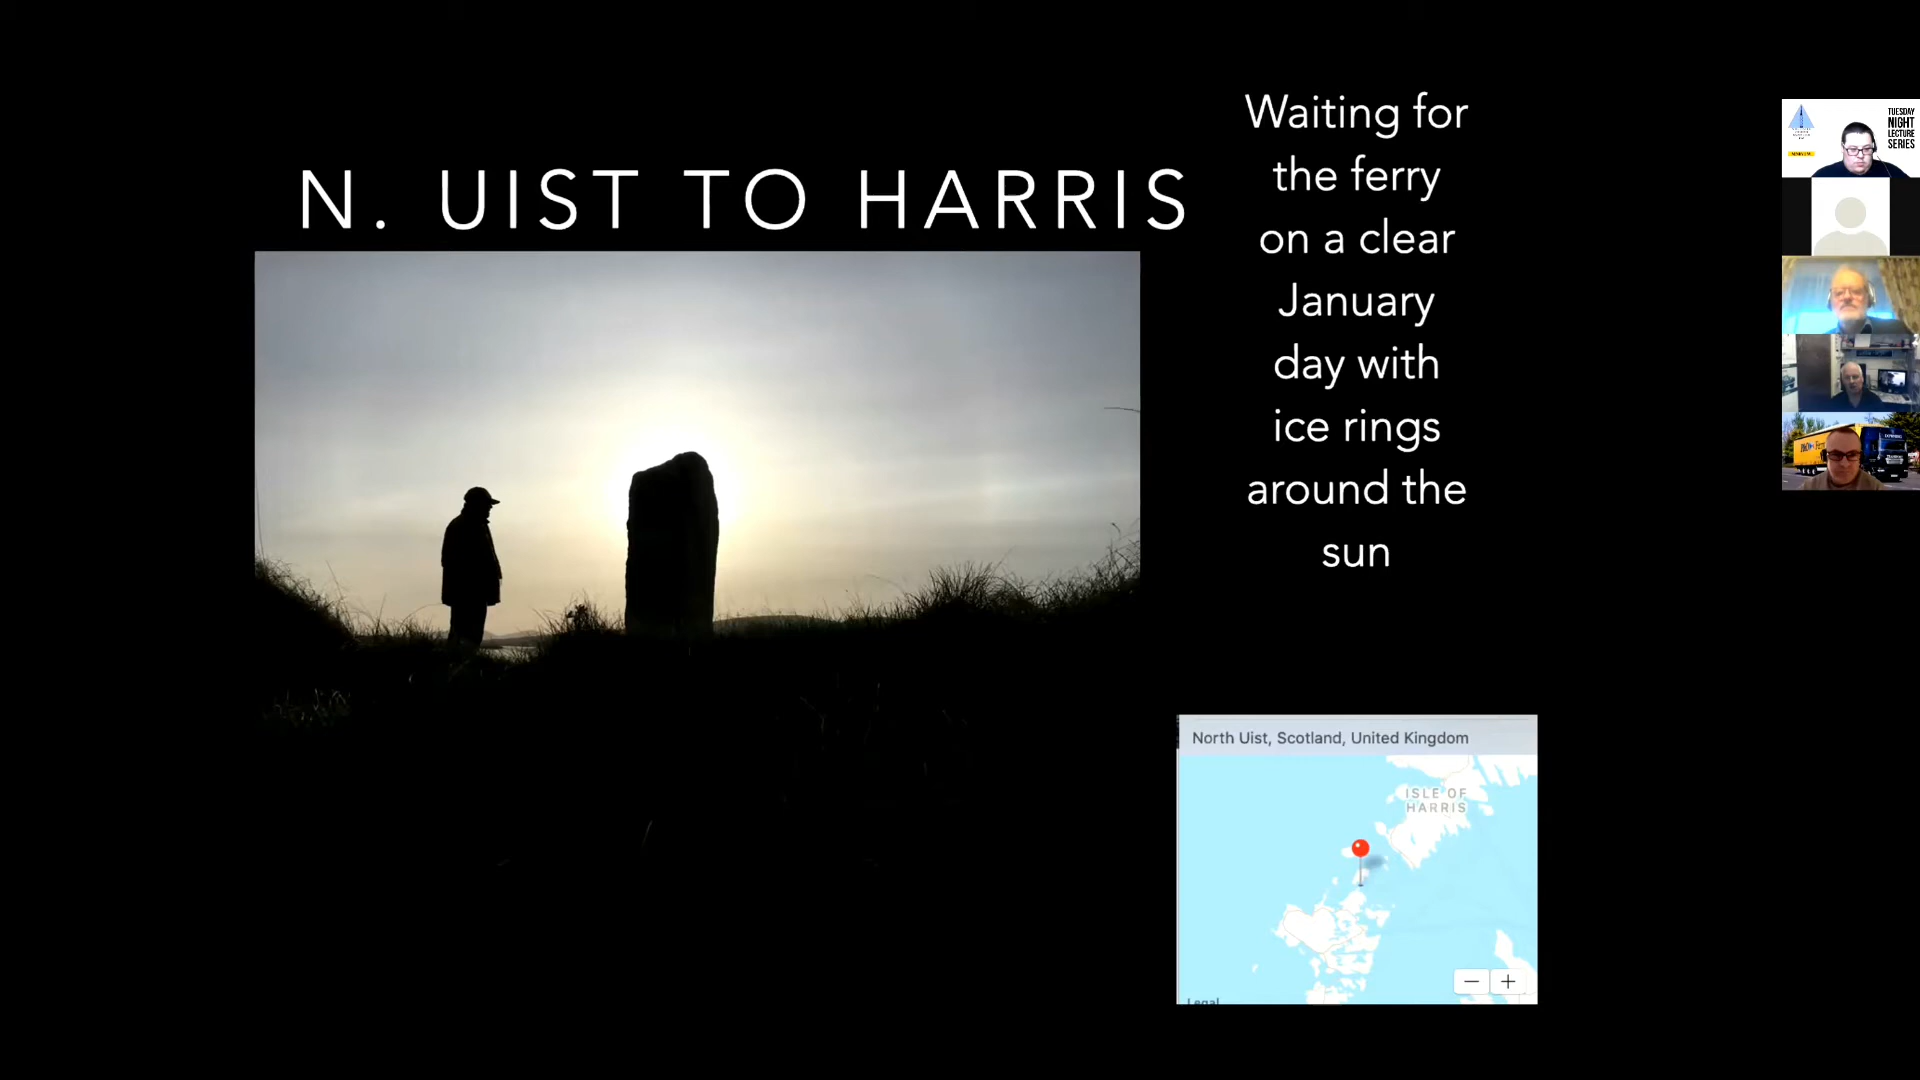 N. UIST TO HARRIS
Waiting for
the ferry
on a clear
January
day with
ice rings
around the
sun
North Uist, Scotland, United Kingdom
ISLE OF
HARRIS
Legal
TUESDAY
NIGHT
LECTURE
SERIES